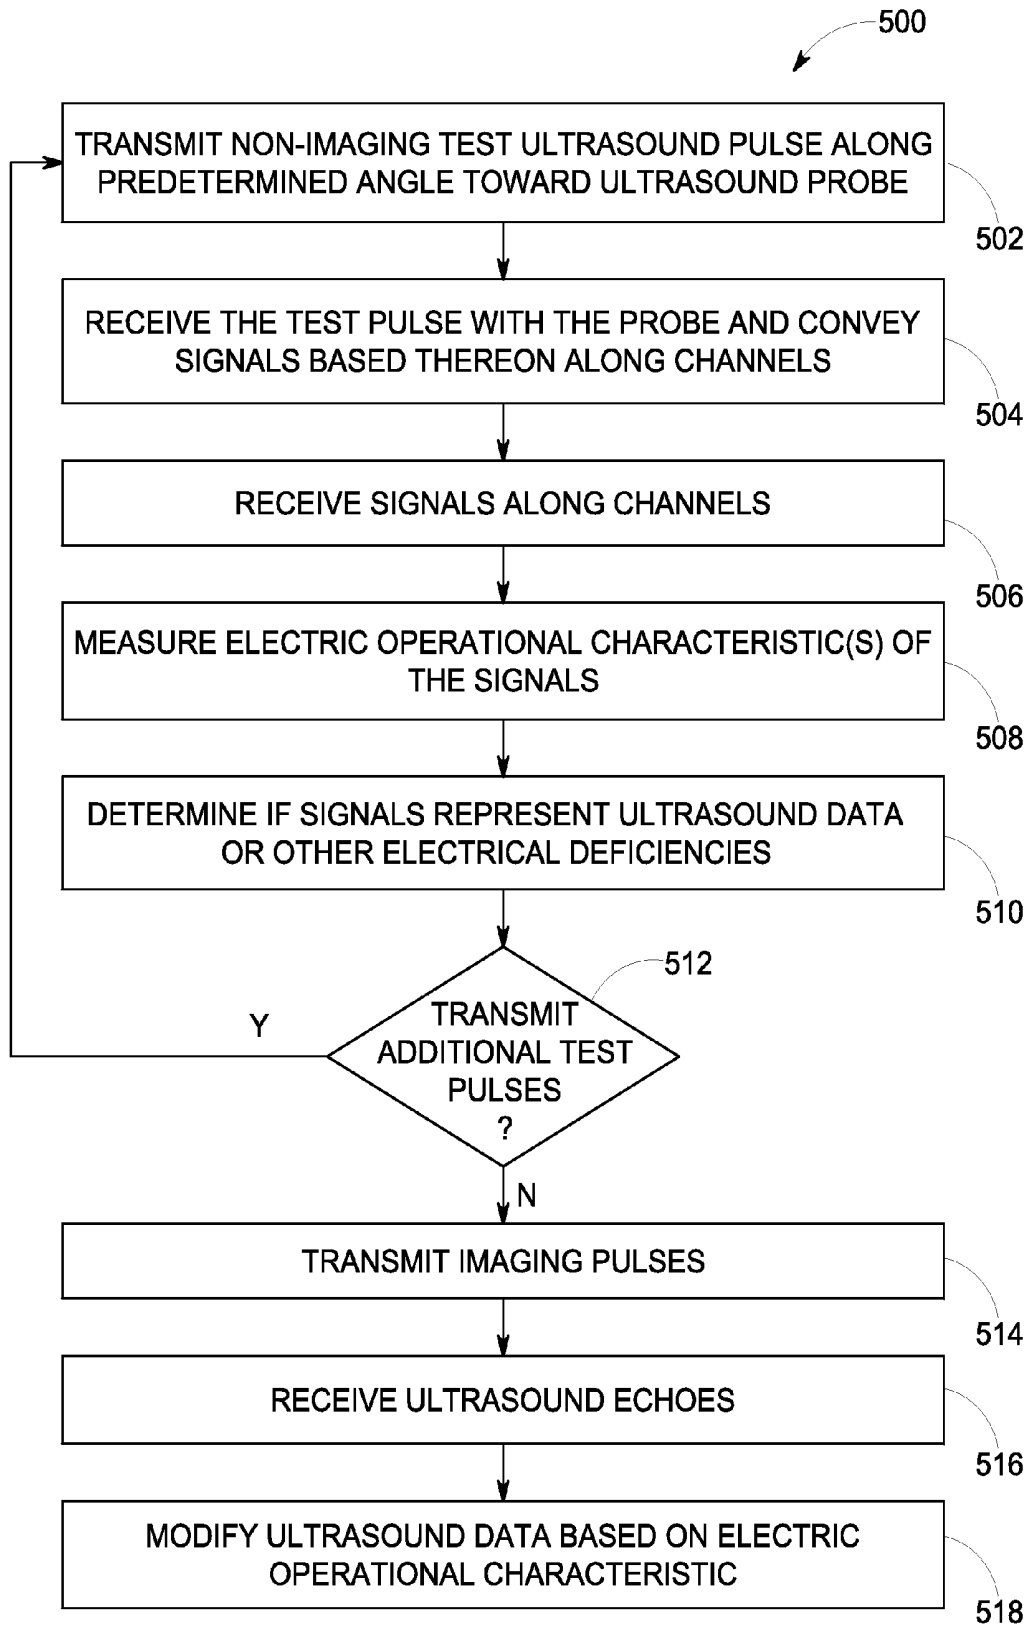 500
TRANSMIT NON-IMAGING TEST ULTRASOUND PULSE ALONG
PREDETERMINED ANGLE TOWARD ULTRASOUND PROBE
502
RECEIVE THE TEST PULSE WITH THE PROBE AND CONVEY
SIGNALS BASED THEREON ALONG CHANNELS
504
RECEIVE SIGNALS ALONG CHANNELS
506
MEASURE ELECTRIC OPERATIONAL CHARACTERISTIC(S) OF
THE SIGNALS
508
DETERMINE IF SIGNALS REPRESENT ULTRASOUND DATA
OR OTHER ELECTRICAL DEFICIENCIES
510
512
TRANSMIT
ADDITIONAL TEST
PULSES
?
Y
N
TRANSMIT IMAGING PULSES
514
RECEIVE ULTRASOUND ECHOES
516
MODIFY ULTRASOUND DATA BASED ON ELECTRIC
OPERATIONAL CHARACTERISTIC
518